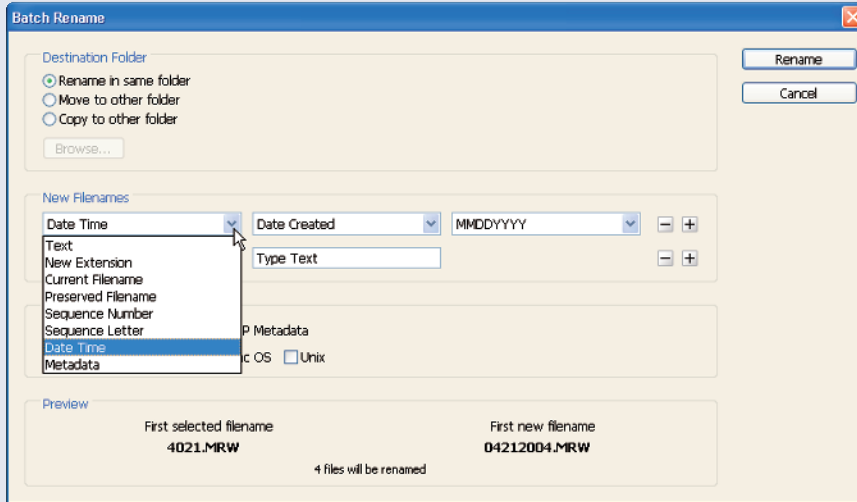 Batch Rename
Destination Folder
Rename in same folder
Move to other folder
Copy to other folder
Browse...
Rename
Cancel
New Filenames
Date Time Date Created MMDDYYYY
Type Text
Text
New Extension
Current Filename
Preserved Filename
Sequence Number
Sequence Letter
Date Time
Metadata
P Metadata
c OS Unix
Preview
First selected filename First new filename
4021.MRW 04212004.MRW
4 files will be renamed